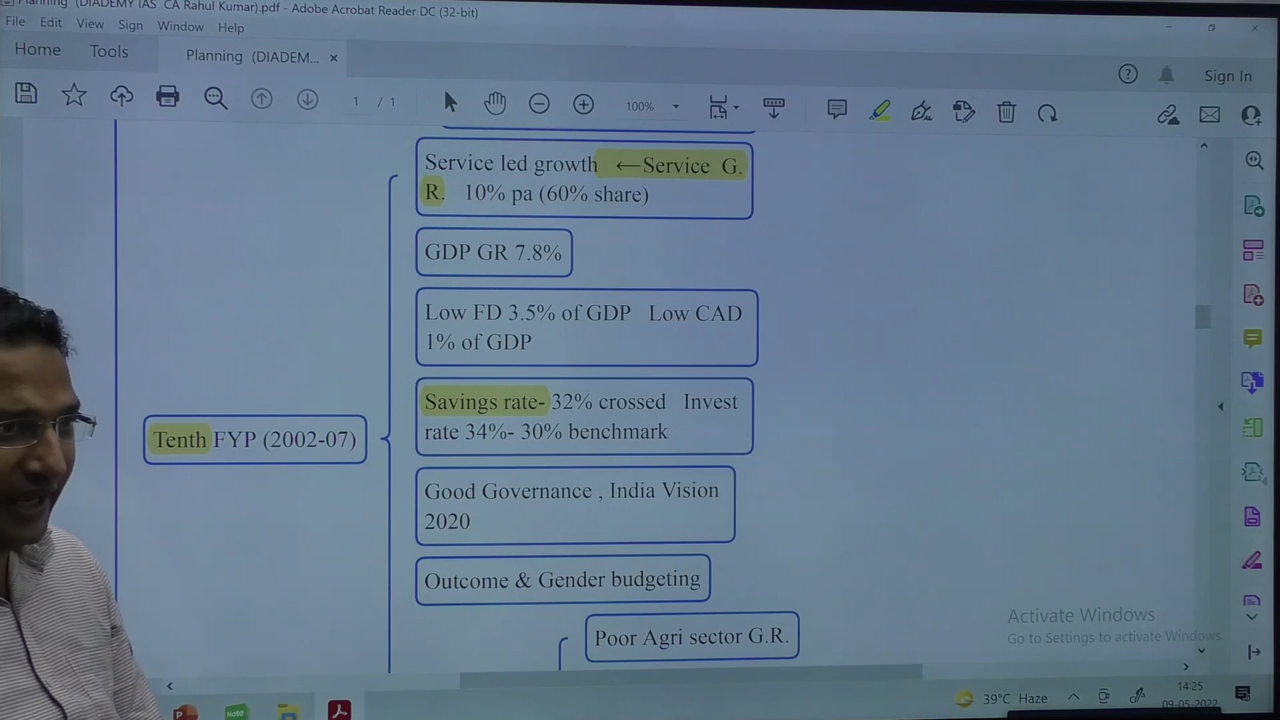 Planning (DIADEMY IAS CA Rahul Kumar).pdf - Adobe Acrobat Reader DC (32-bit)
File Edit View Sign Window Help
Home Tools Planning (DIADEM... ×
Sign In
1 / 1 100%
Service led growth ←Service G.
R. 10% pa (60% share)
GDP GR 7.8%
Low FD 3.5% of GDP Low CAD
1% of GDP
Savings rate- 32% crossed Invest
rate 34%- 30% benchmark
Tenth FYP (2002-07)
Good Governance , India Vision
2020
Outcome & Gender budgeting
Poor Agri sector G.R.
Activate Windows
Go to Settings to activate Windows.
39°C Haze
14:25
09-05-2022